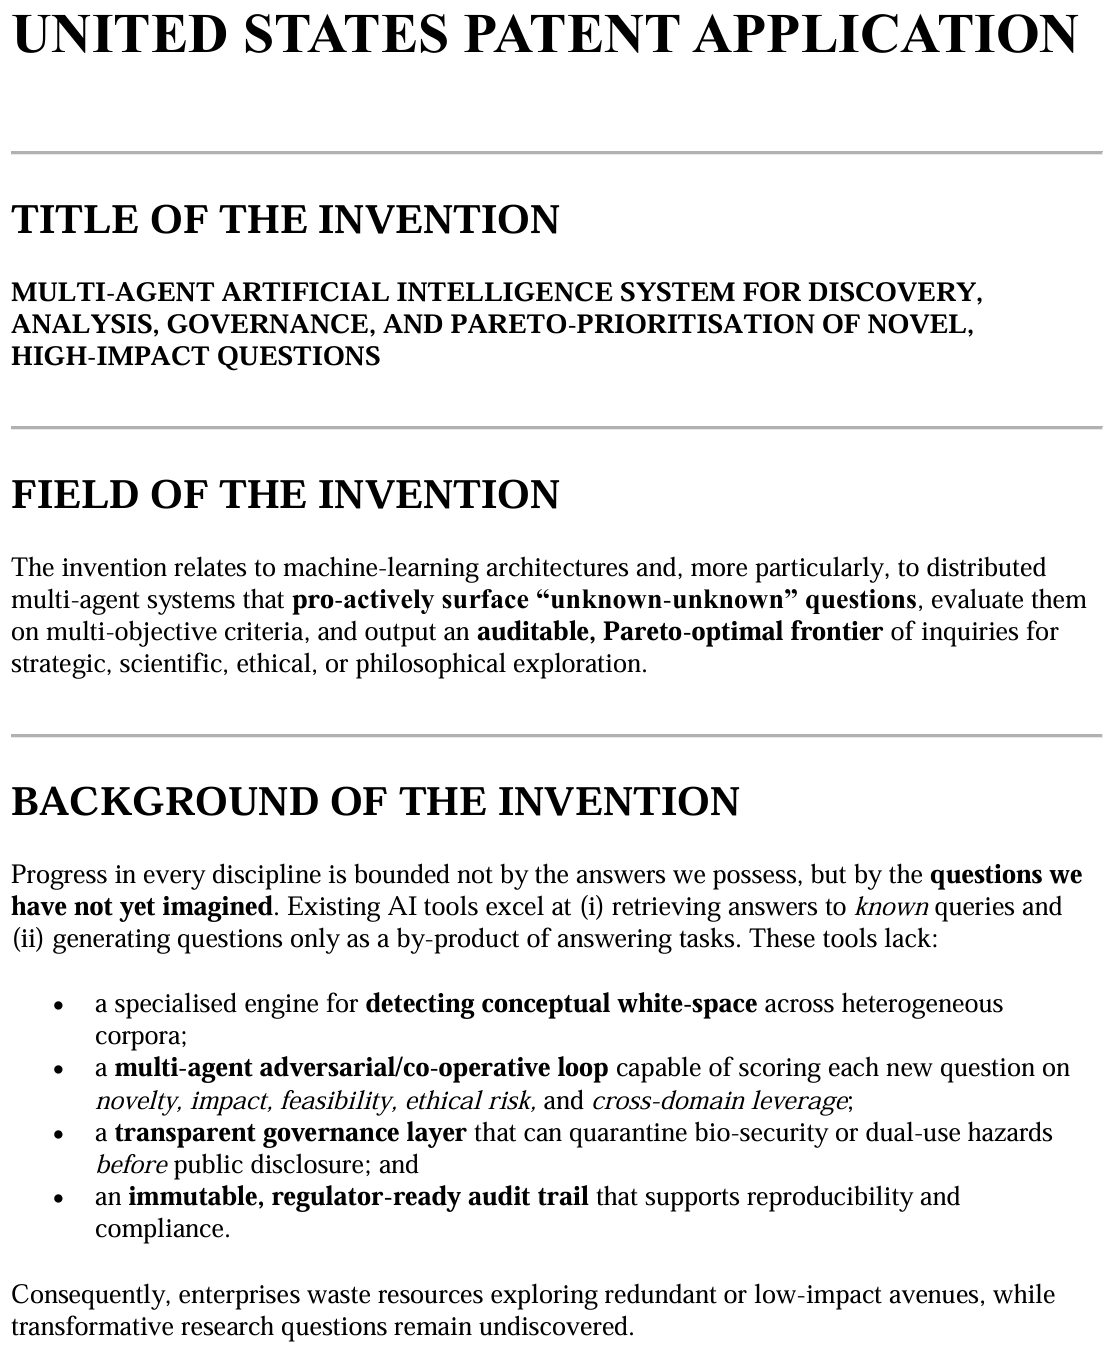 UNITED STATES PATENT APPLICATION
TITLE OF THE INVENTION
MULTI-AGENT ARTIFICIAL INTELLIGENCE SYSTEM FOR DISCOVERY,
ANALYSIS, GOVERNANCE, AND PARETO-PRIORITISATION OF NOVEL,
HIGH-IMPACT QUESTIONS
FIELD OF THE INVENTION
The invention relates to machine-learning architectures and, more particularly, to distributed
multi-agent systems that pro-actively surface “unknown-unknown” questions, evaluate them
on multi-objective criteria, and output an auditable, Pareto-optimal frontier of inquiries for
strategic, scientific, ethical, or philosophical exploration.
BACKGROUND OF THE INVENTION
Progress in every discipline is bounded not by the answers we possess, but by the questions we
have not yet imagined. Existing AI tools excel at (i) retrieving answers to known queries and
(ii) generating questions only as a by-product of answering tasks. These tools lack:
• a specialised engine for detecting conceptual white-space across heterogeneous
corpora;
• a multi-agent adversarial/co-operative loop capable of scoring each new question on
novelty, impact, feasibility, ethical risk, and cross-domain leverage;
• a transparent governance layer that can quarantine bio-security or dual-use hazards
before public disclosure; and
• an immutable, regulator-ready audit trail that supports reproducibility and
compliance.
Consequently, enterprises waste resources exploring redundant or low-impact avenues, while
transformative research questions remain undiscovered.